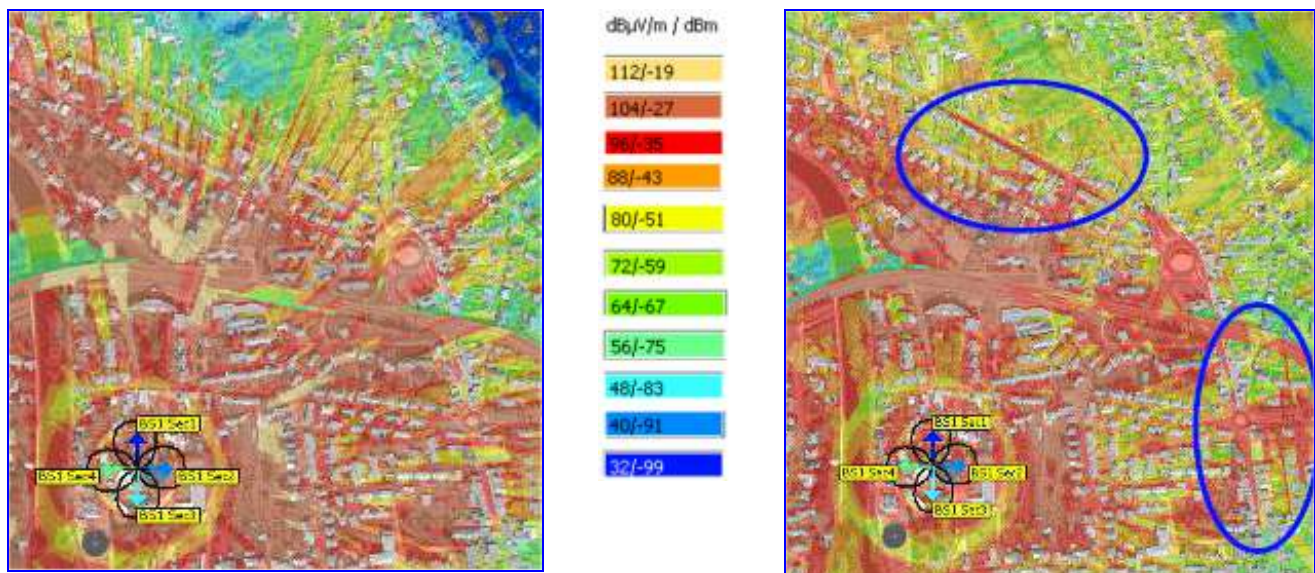 dBµV/m / dBm
112/-19
104/-27
96/-35
88/-43
80/-51
72/-59
64/-67
56/-75
48/-83
40/-91
32/-99
BS1 Sec1
BS1 Sec4
BS1 Sec2
BS1 Sec3
BS1 Sec1
BS1 Sec4
BS1 Sec2
BS1 Sec3